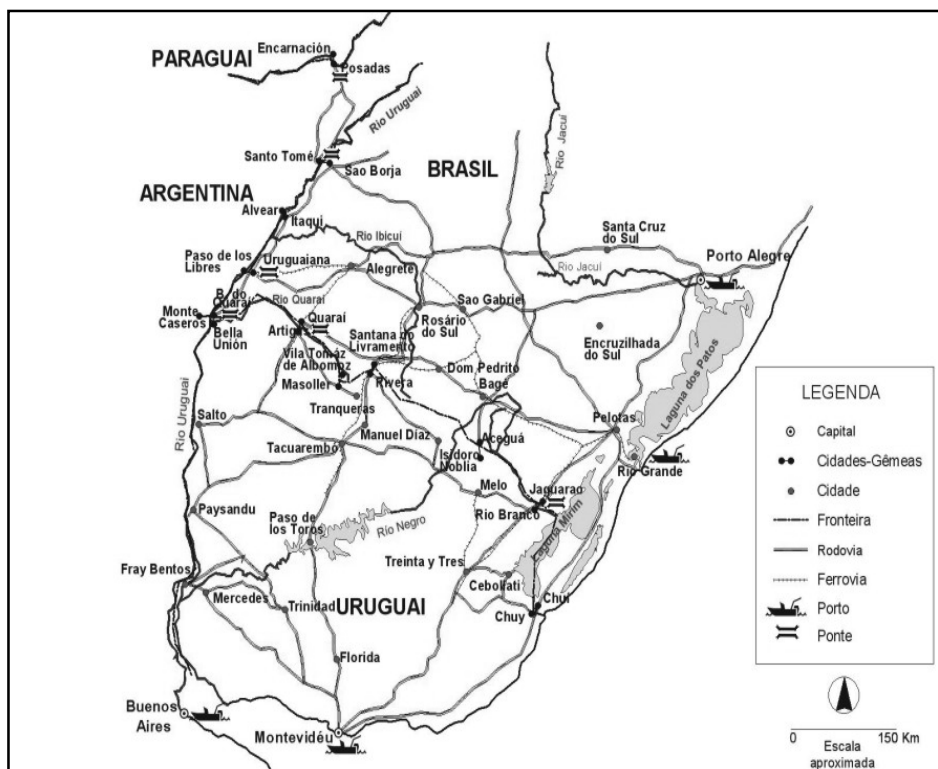 Encarnación
PARAGUAI
Posadas
Rio Uruguai
Santo Tomé
Sao Borja
BRASIL
Rio Jacuí
ARGENTINA
Alvear
Itaqui
Rio Ibicuí
Santa Cruz
do Sul
Porto Alegre
Paso de los
Libres
Uruguaiana
Alegrete
Rio Jacuí
B. do
Quaraí
Rio Quaraí
Monte
Caseros
Bella
Unión
Quaraí
Artigas
Sao Gabriel
Rosário
do Sul
Santana do
Livramento
Encruzilhada
do Sul
Vila Tomáz
de Albornoz
Masoller
Rivera
Dom Pedrito
Bagé
Laguna dos Patos
Tranqueras
Salto
Rio Uruguai
Manuel Díaz
Pelotas
Tacuarembó
Aceguá
Isidoro
Noblia
Rio Grande
Melo
Jaguarao
Rio Branco
Laguna Mirim
Paysandu
Paso de
los Toros
Rio Negro
Treinta y Tres
Cebollatí
Fray Bentos
Mercedes
Trinidad
URUGUAI
Chuí
Chuy
Florida
Buenos
Aires
Montevidéu
LEGENDA
Capital
Cidades-Gêmeas
Cidade
Fronteira
Rodovia
Ferrovia
Porto
Ponte
0 150 Km
Escala
aproximada